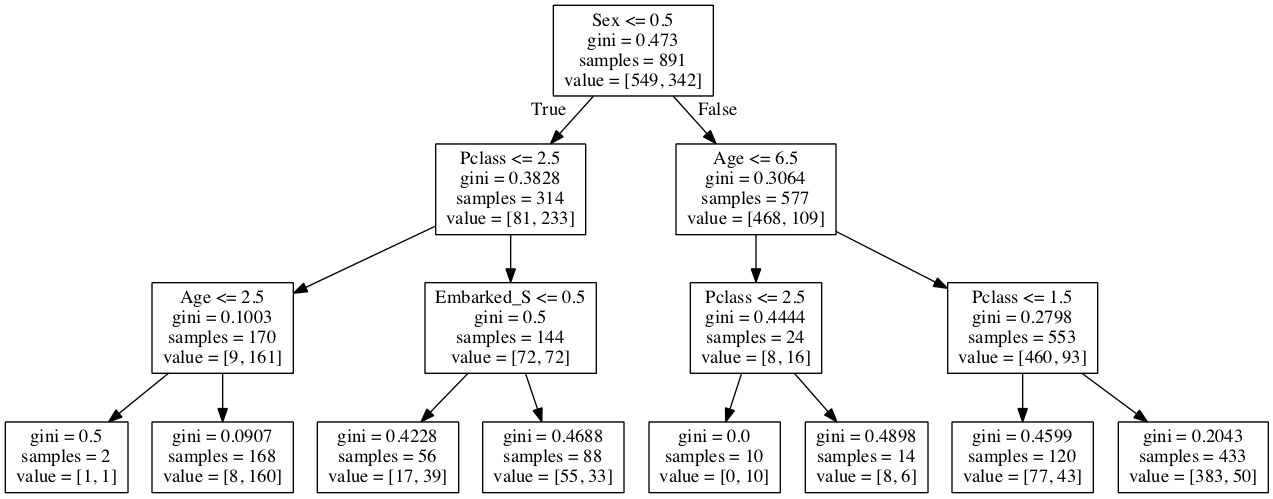 Sex <= 0.5
gini = 0.473
samples = 891
value = [549, 342]
True
False
Pclass <= 2.5
gini = 0.3828
samples = 314
value = [81, 233]
Age <= 6.5
gini = 0.3064
samples = 577
value = [468, 109]
Age <= 2.5
gini = 0.1003
samples = 170
value = [9, 161]
Embarked_S <= 0.5
gini = 0.5
samples = 144
value = [72, 72]
Pclass <= 2.5
gini = 0.4444
samples = 24
value = [8, 16]
Pclass <= 1.5
gini = 0.2798
samples = 553
value = [460, 93]
gini = 0.5
samples = 2
value = [1, 1]
gini = 0.0907
samples = 168
value = [8, 160]
gini = 0.4228
samples = 56
value = [17, 39]
gini = 0.4688
samples = 88
value = [55, 33]
gini = 0.0
samples = 10
value = [0, 10]
gini = 0.4898
samples = 14
value = [8, 6]
gini = 0.4599
samples = 120
value = [77, 43]
gini = 0.2043
samples = 433
value = [383, 50]